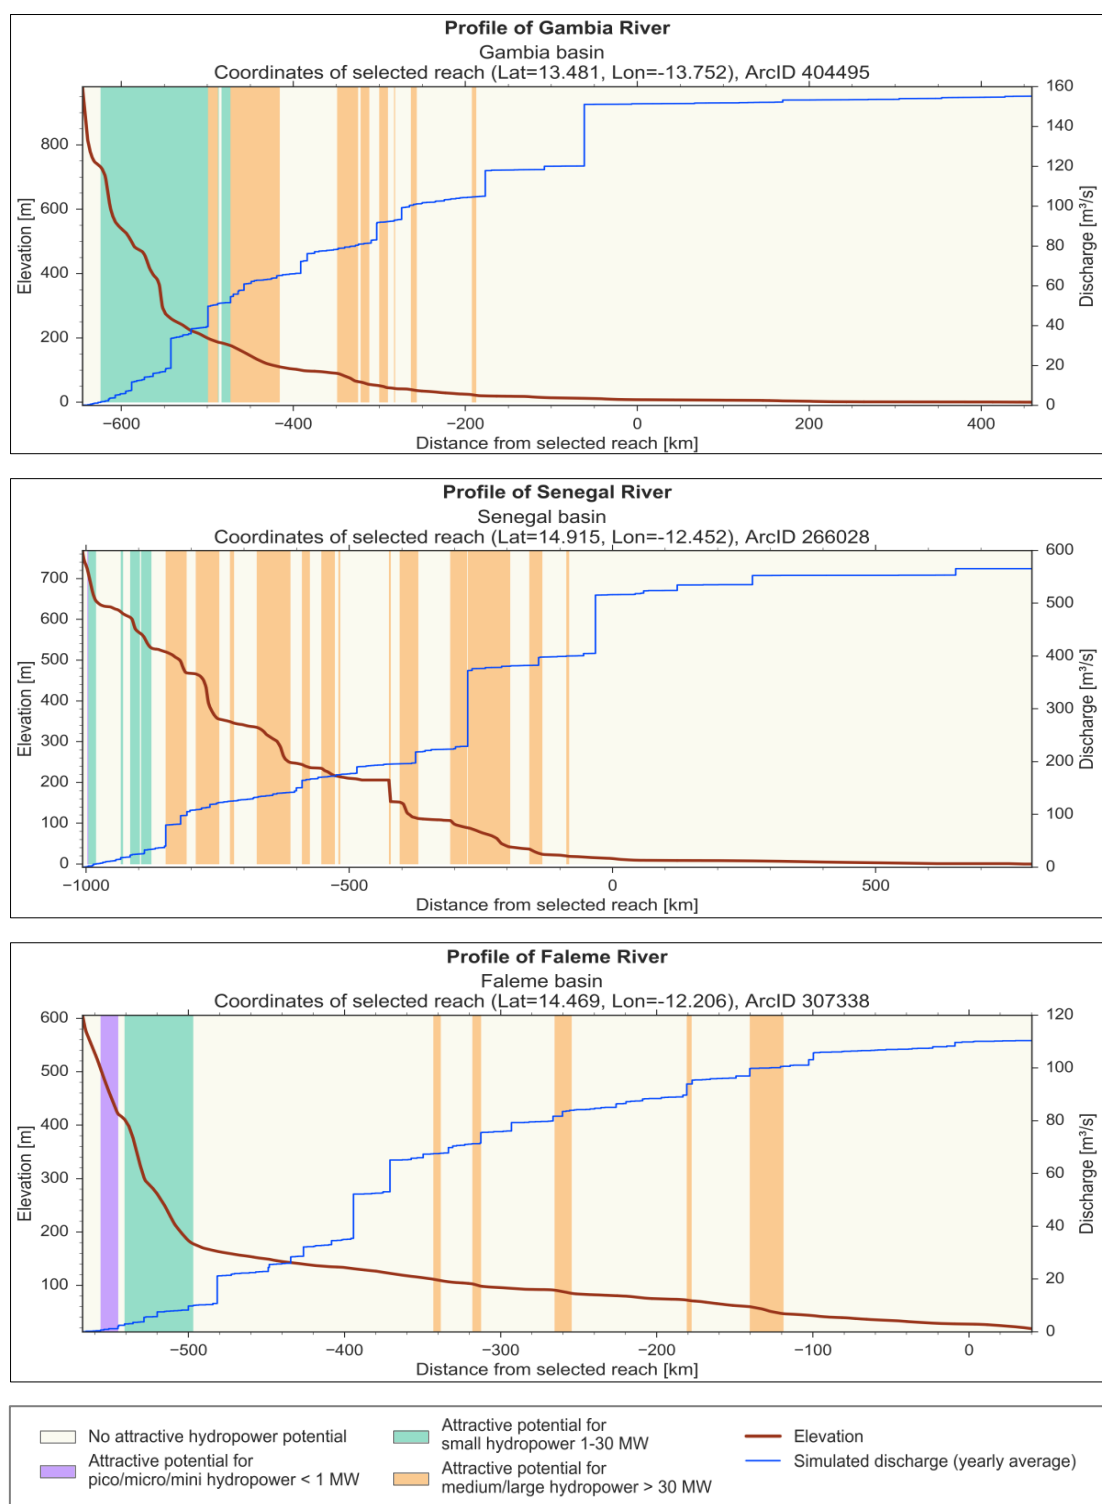 Profile of Gambia River
Gambia basin
Coordinates of selected reach (Lat=13.481, Lon=-13.752), ArcID 404495
Elevation [m]
800
600
400
200
0
160
140
120
100
80
60
40
20
0
Discharge [m³/s]
−600 −400 −200 0 200 400
Distance from selected reach [km]
Profile of Senegal River
Senegal basin
Coordinates of selected reach (Lat=14.915, Lon=-12.452), ArcID 266028
Elevation [m]
700
600
500
400
300
200
100
0
600
500
400
300
200
100
0
Discharge [m³/s]
−1000 −500 0 500
Distance from selected reach [km]
Profile of Faleme River
Faleme basin
Coordinates of selected reach (Lat=14.469, Lon=-12.206), ArcID 307338
Elevation [m]
600
500
400
300
200
100
120
100
80
60
40
20
0
Discharge [m³/s]
−500 −400 −300 −200 −100 0
Distance from selected reach [km]
No attractive hydropower potential
Attractive potential for
pico/micro/mini hydropower < 1 MW
Attractive potential for
small hydropower 1-30 MW
Attractive potential for
medium/large hydropower > 30 MW
Elevation
Simulated discharge (yearly average)